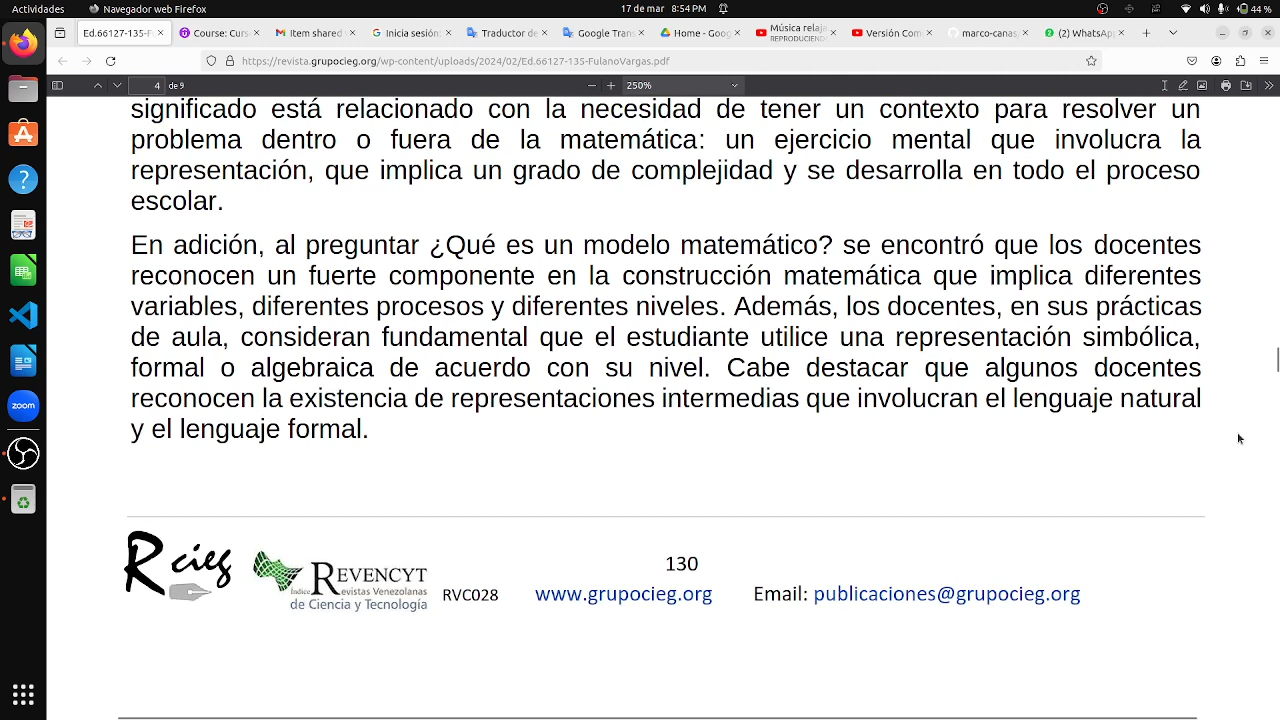 Actividades
Navegador web Firefox
17 de mar 8:54 PM
44 %
Ed.66127-135-F
Course: Curs
Item shared
Inicia sesión:
Traductor de
Google Trans
Home - Goog
Música relaja
REPRODUCIENDO
Versión Com
marco-canas
(2) WhatsApp
https://revista.grupocieg.org/wp-content/uploads/2024/02/Ed.66127-135-FulanoVargas.pdf
4 de 9
250%
significado está relacionado con la necesidad de tener un contexto para resolver un
problema dentro o fuera de la matemática: un ejercicio mental que involucra la
representación, que implica un grado de complejidad y se desarrolla en todo el proceso
escolar.
En adición, al preguntar ¿Qué es un modelo matemático? se encontró que los docentes
reconocen un fuerte componente en la construcción matemática que implica diferentes
variables, diferentes procesos y diferentes niveles. Además, los docentes, en sus prácticas
de aula, consideran fundamental que el estudiante utilice una representación simbólica,
formal o algebraica de acuerdo con su nivel. Cabe destacar que algunos docentes
reconocen la existencia de representaciones intermedias que involucran el lenguaje natural
y el lenguaje formal.
Rcieg
Indice
REVENCYT
evistas Venezolanas
de Ciencia y Tecnología
RVC028
130
www.grupocieg.org
Email: publicaciones@grupocieg.org
zoom